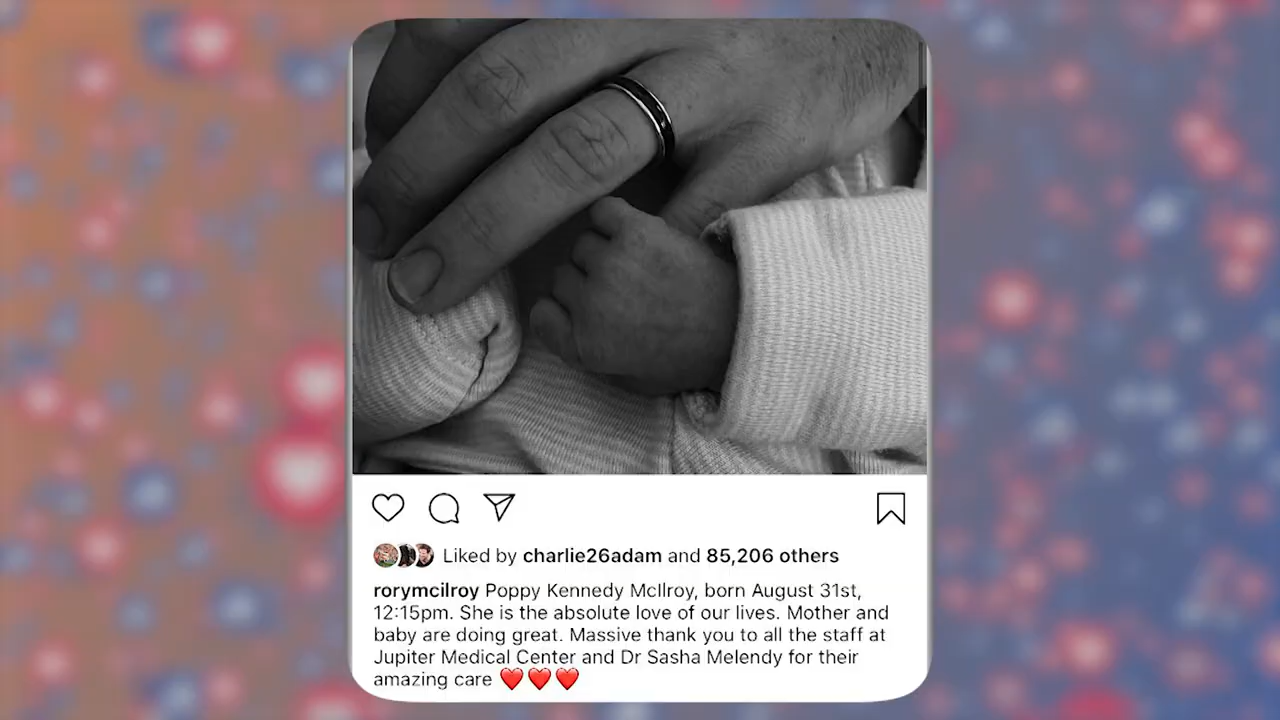 Liked by charlie26adam and 85,206 others
rorymcilroy Poppy Kennedy McIlroy, born August 31st,
12:15pm. She is the absolute love of our lives. Mother and
baby are doing great. Massive thank you to all the staff at
Jupiter Medical Center and Dr Sasha Melendy for their
amazing care ❤️❤️❤️